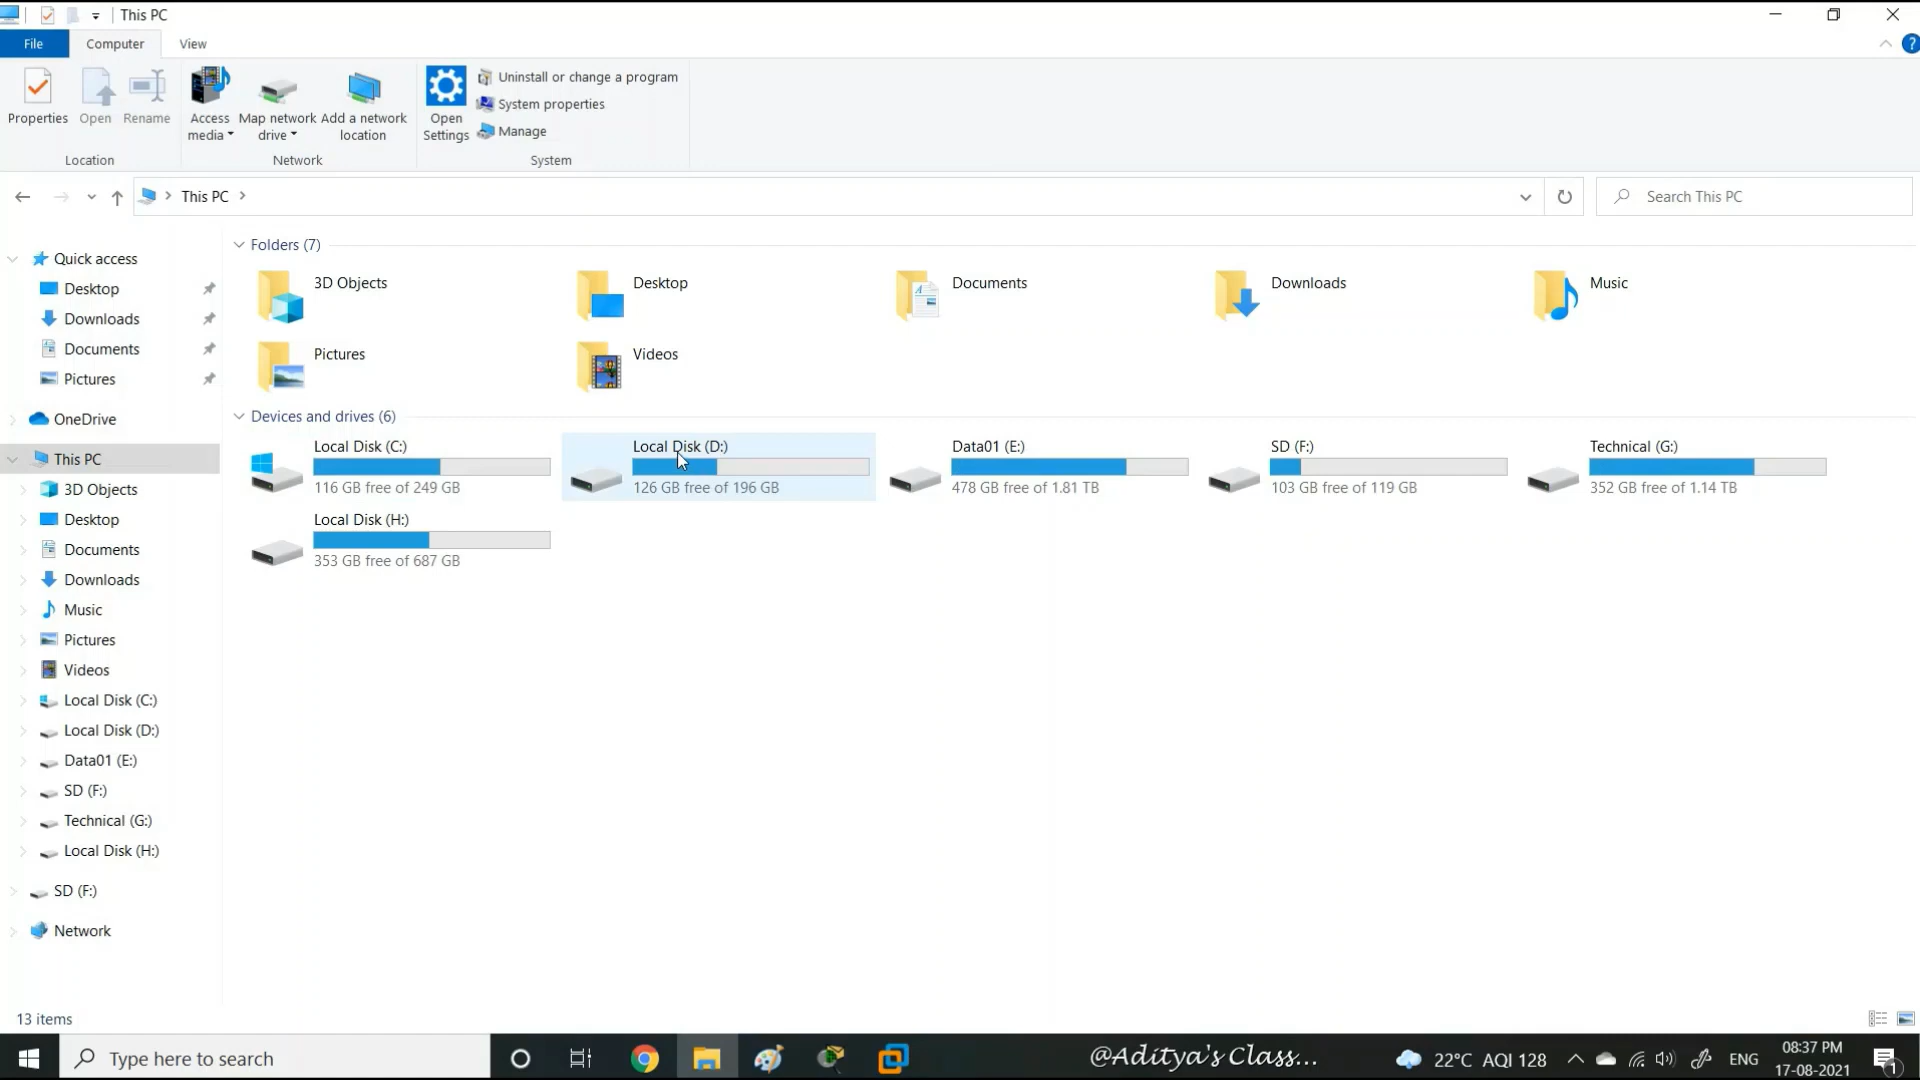 This PC
File
Computer
View
Properties
Open
Rename
Access media
Map network drive
Add a network location
Open Settings
Uninstall or change a program
System properties
Manage
Location
Network
System
This PC
Search This PC
Quick access
Desktop
Downloads
Documents
Pictures
OneDrive
This PC
3D Objects
Desktop
Documents
Downloads
Music
Pictures
Videos
Local Disk (C:)
Local Disk (D:)
Data01 (E:)
SD (F:)
Technical (G:)
Local Disk (H:)
SD (F:)
Network
Folders (7)
3D Objects
Desktop
Documents
Downloads
Music
Pictures
Videos
Devices and drives (6)
Local Disk (C:)
116 GB free of 249 GB
Local Disk (D:)
126 GB free of 196 GB
Data01 (E:)
478 GB free of 1.81 TB
SD (F:)
103 GB free of 119 GB
Technical (G:)
352 GB free of 1.14 TB
Local Disk (H:)
353 GB free of 687 GB
13 items
Type here to search
@Aditya's Class...
22°C AQI 128
ENG
08:37 PM
17-08-2021
1